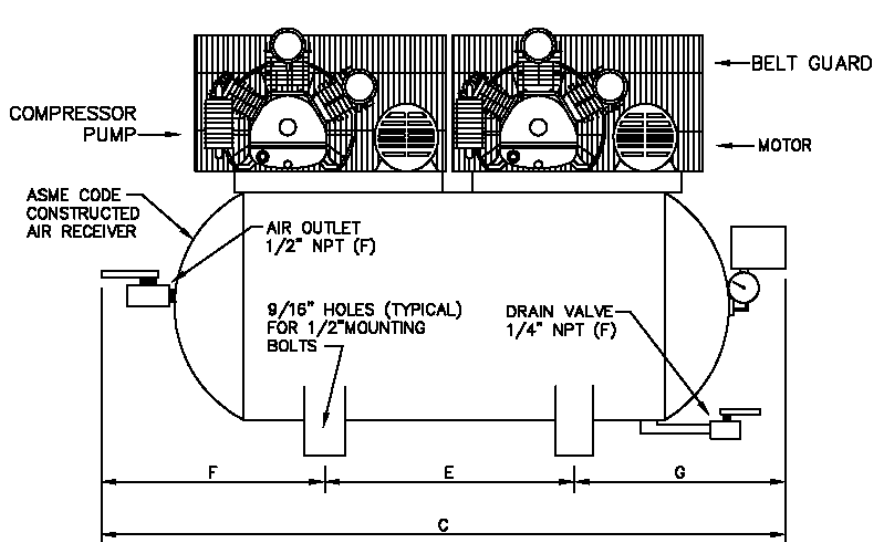 BELT GUARD
COMPRESSOR
PUMP
MOTOR
ASME CODE
CONSTRUCTED
AIR RECEIVER
AIR OUTLET
1/2" NPT (F)
9/16" HOLES (TYPICAL)
FOR 1/2"MOUNTING
BOLTS
DRAIN VALVE
1/4" NPT (F)
F
E
G
C